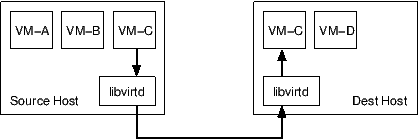 VM-A VM-B VM-C
libvirtd
Source Host
VM-C VM-D
libvirtd
Dest Host